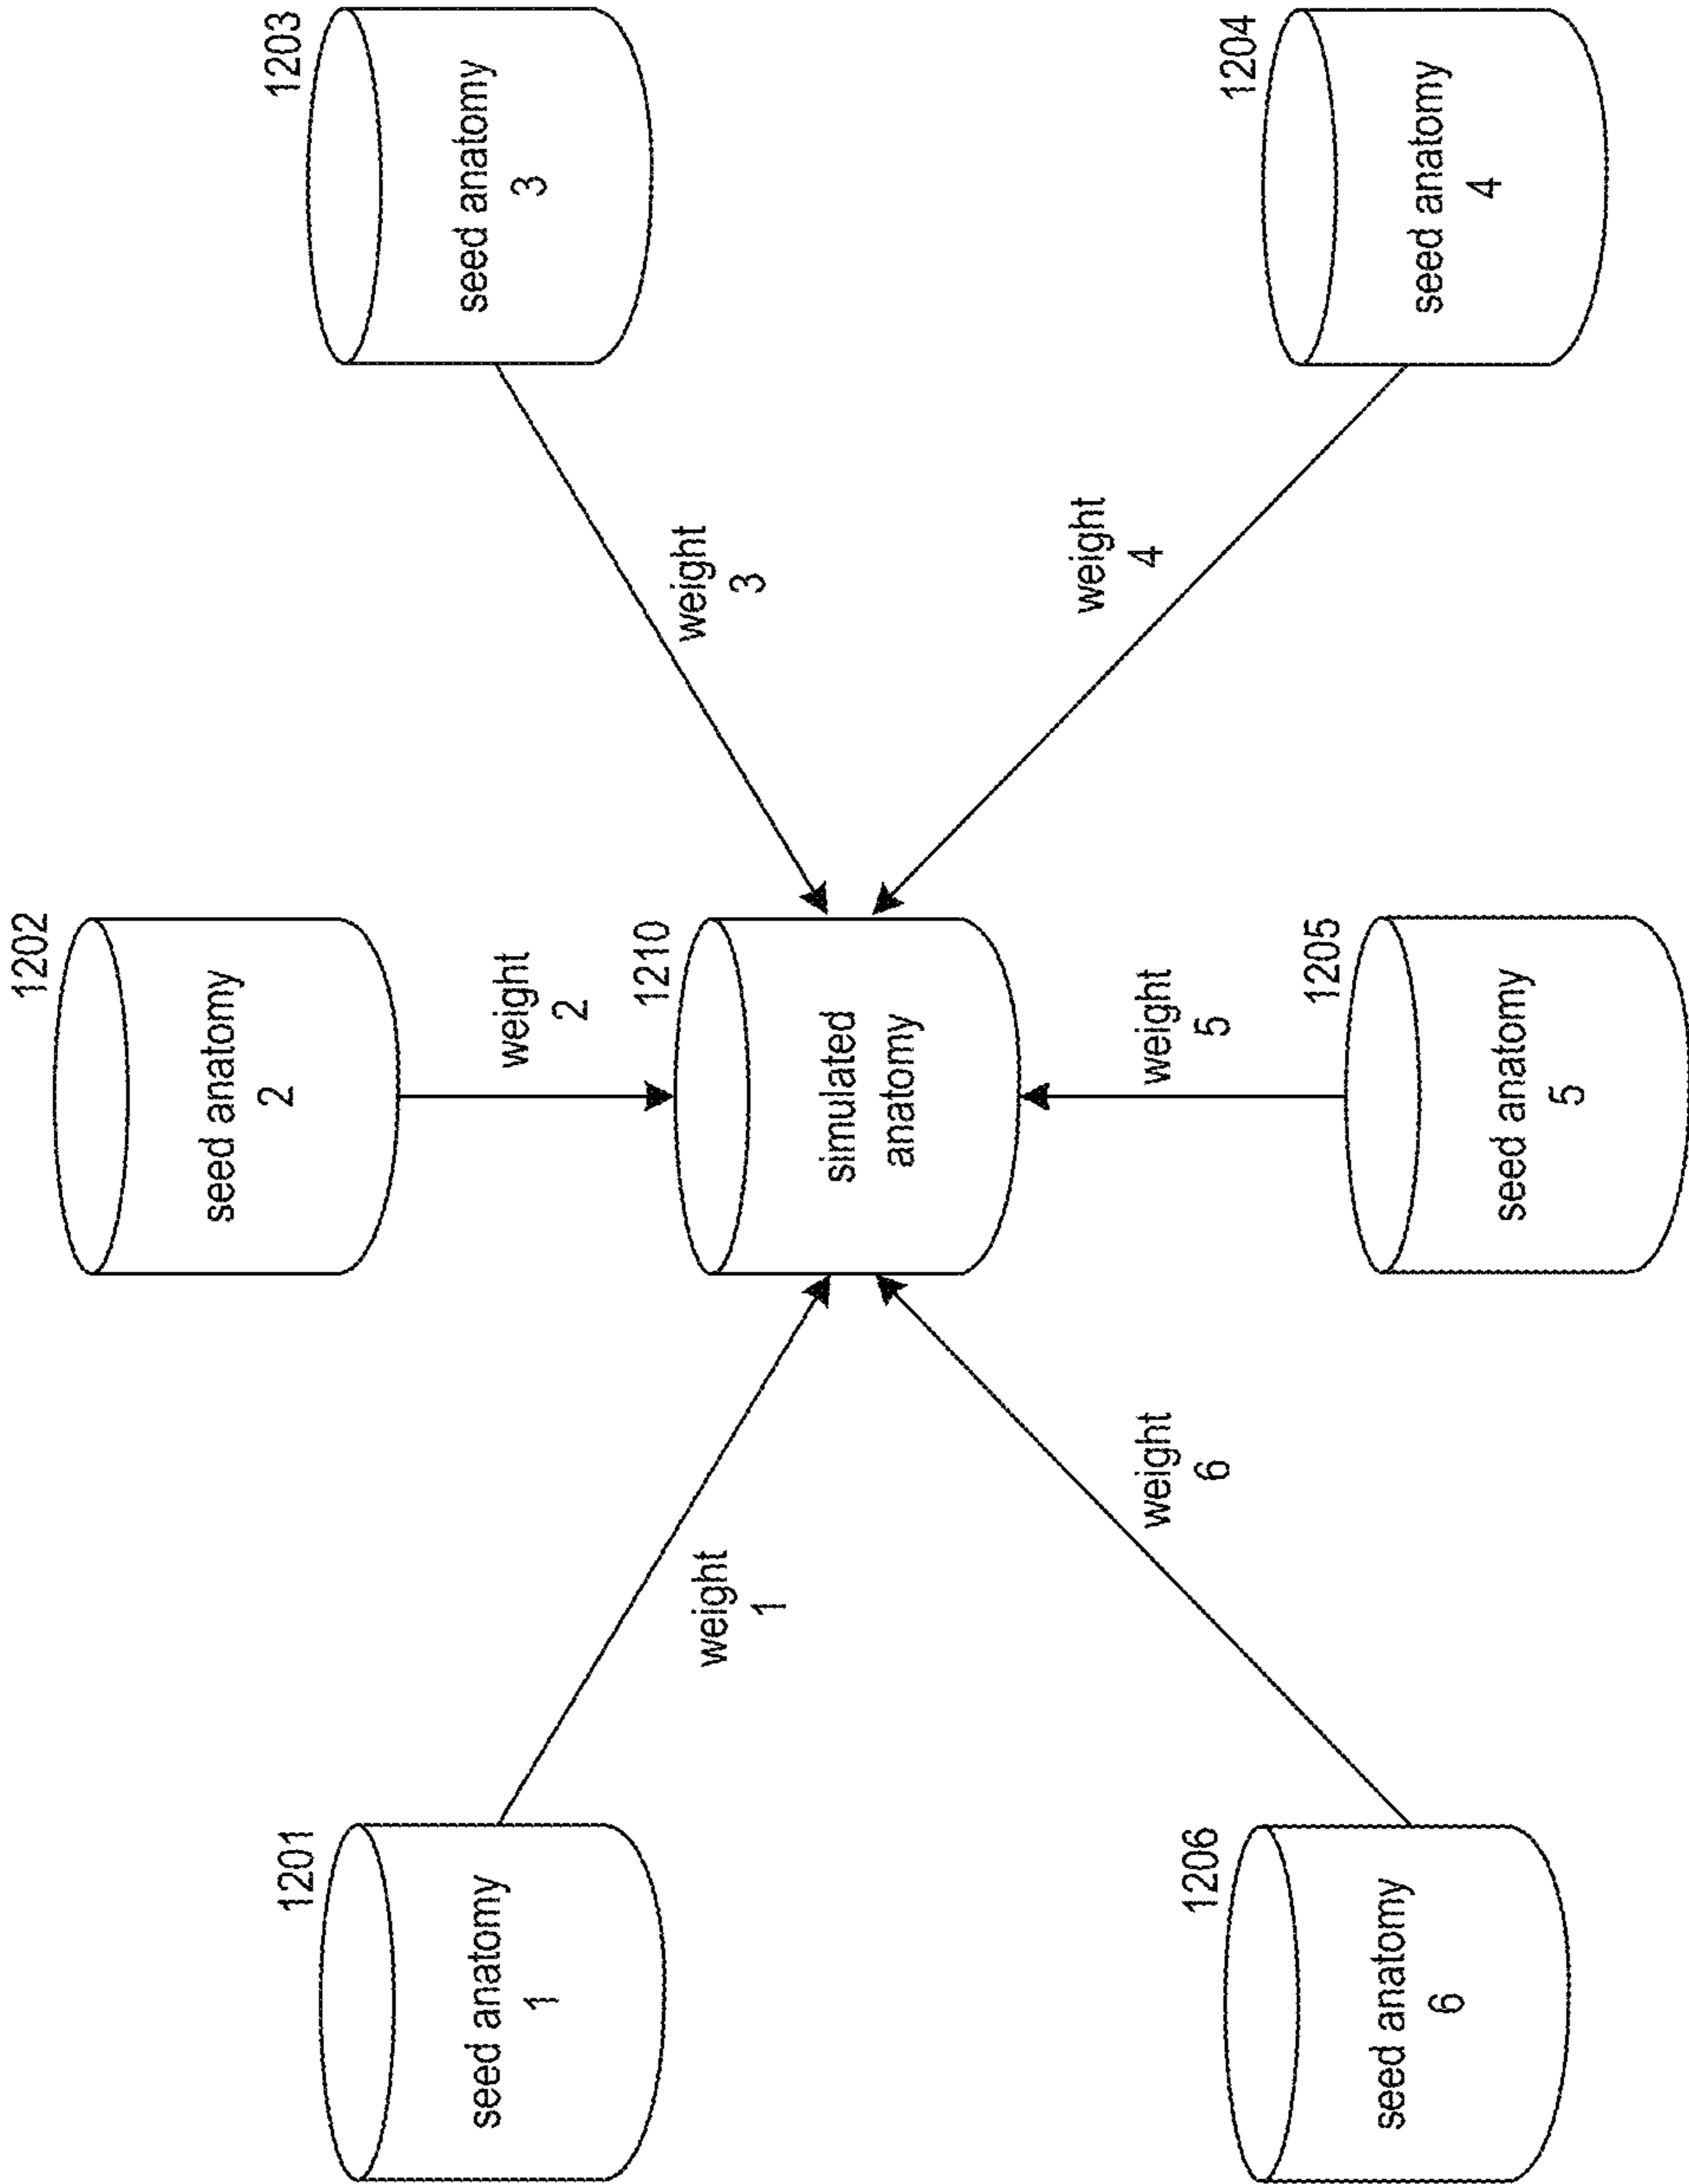 1202
seed anatomy
2
1201
seed anatomy
1
1203
seed anatomy
3
weight
2
weight
1
1210
simulated
anatomy
weight
3
weight
6
weight
5
weight
4
1206
seed anatomy
6
1205
seed anatomy
5
1204
seed anatomy
4